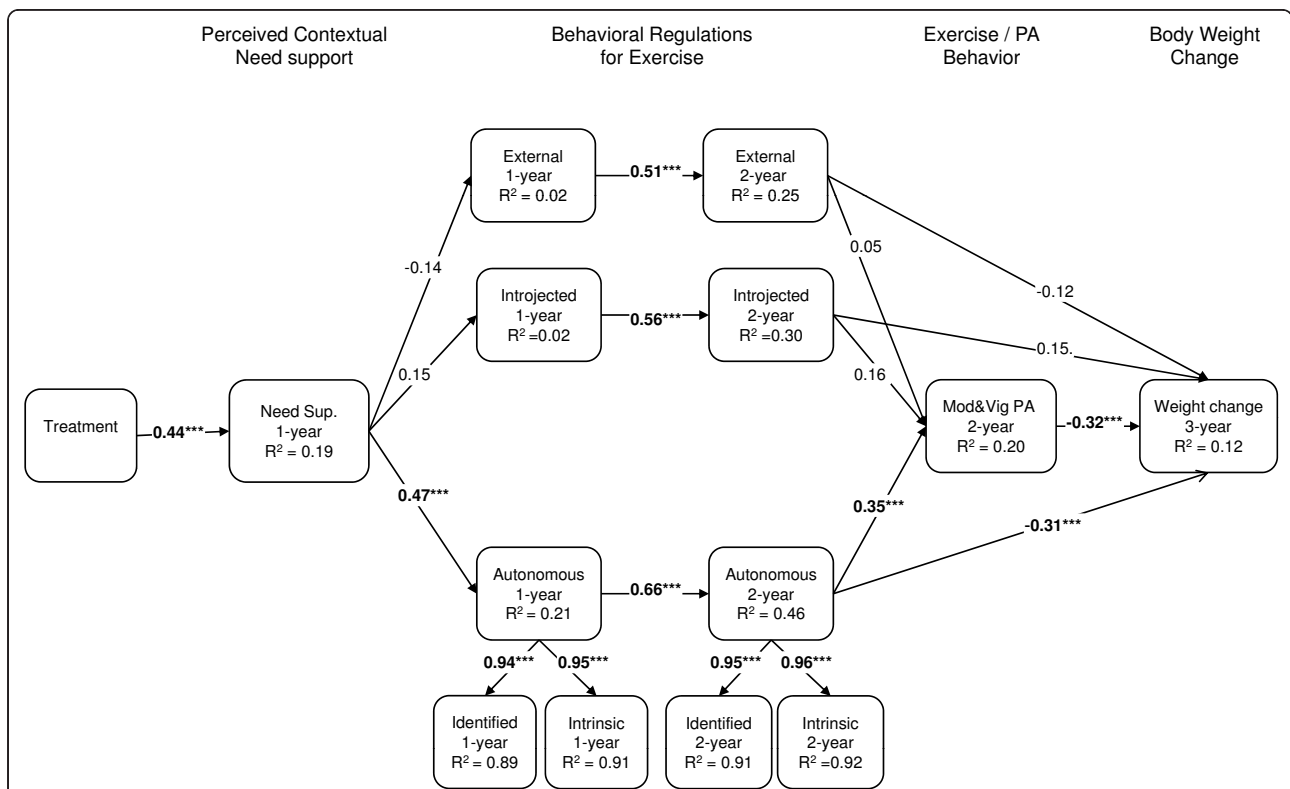 Perceived Contextual
Need support
Behavioral Regulations
for Exercise
Exercise / PA
Behavior
Body Weight
Change
External
1-year
R² = 0.02
0.51***
External
2-year
R² = 0.25
-0.14
0.05
-0.12
Introjected
1-year
R² =0.02
0.56***
Introjected
2-year
R² =0.30
0.15
0.16
0.15.
Treatment
0.44***
Need Sup.
1-year
R² = 0.19
Mod&Vig PA
2-year
R² = 0.20
-0.32***
Weight change
3-year
R² = 0.12
0.47***
0.35***
-0.31***
Autonomous
1-year
R² = 0.21
0.66***
Autonomous
2-year
R² = 0.46
0.94***
0.95***
0.95***
0.96***
Identified
1-year
R² = 0.89
Intrinsic
1-year
R² = 0.91
Identified
2-year
R² = 0.91
Intrinsic
2-year
R² =0.92